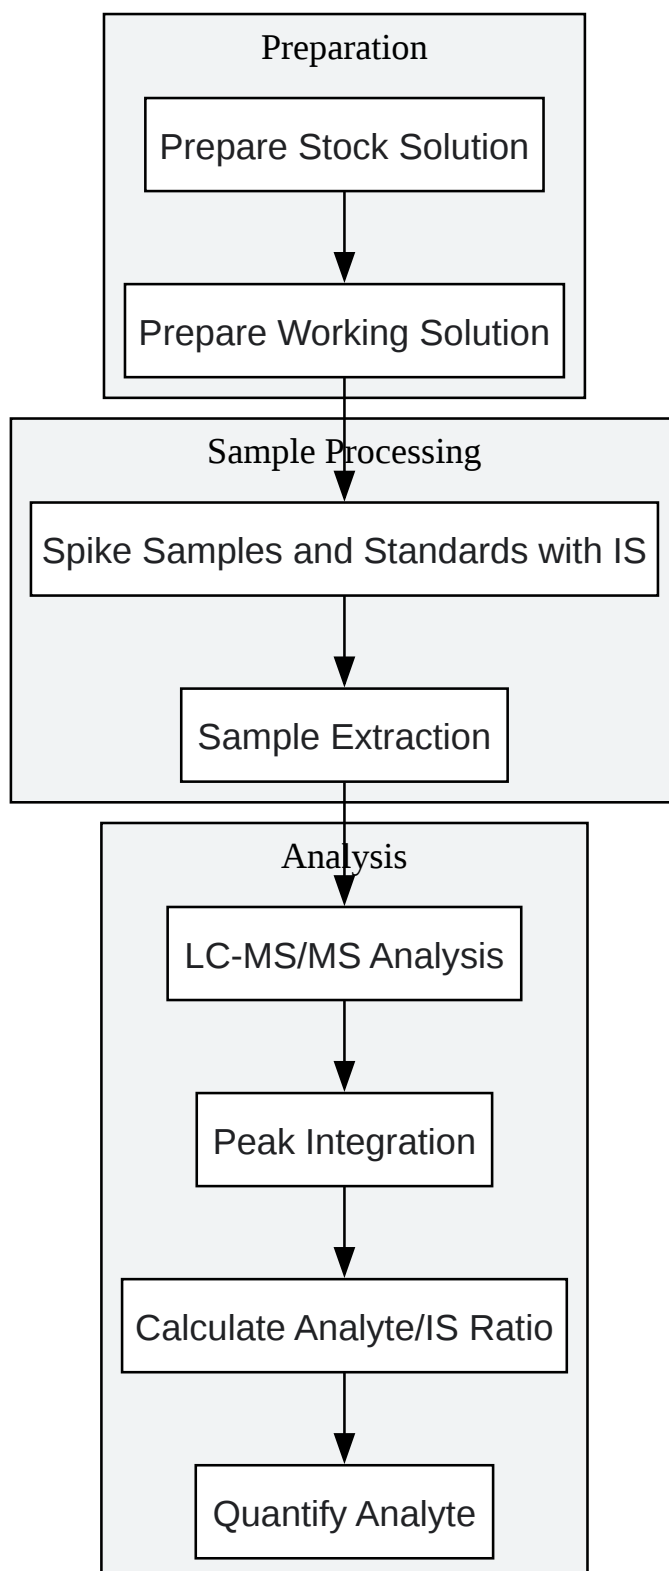 Preparation
Prepare Stock Solution
Prepare Working Solution
Sample Processing
Spike Samples and Standards with IS
Sample Extraction
Analysis
LC-MS/MS Analysis
Peak Integration
Calculate Analyte/IS Ratio
Quantify Analyte